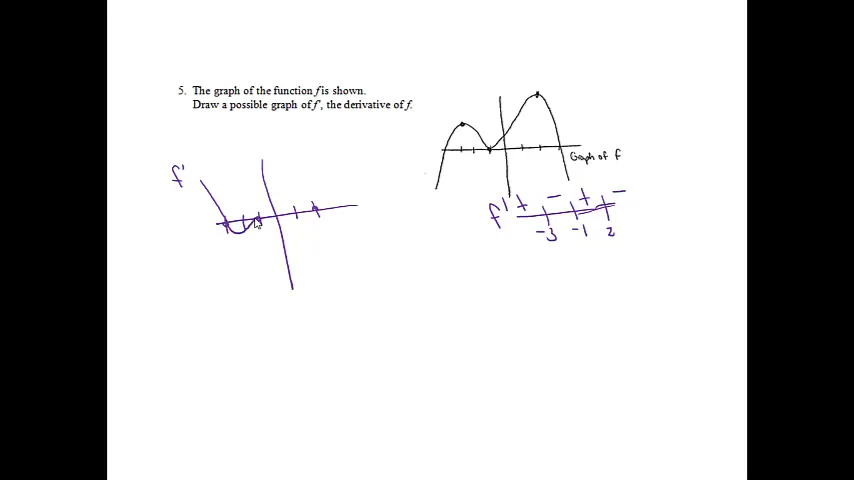 5. The graph of the function f is shown.
Draw a possible graph of f', the derivative of f.
Graph of f
f'
f' + - + -
-3 -1 2